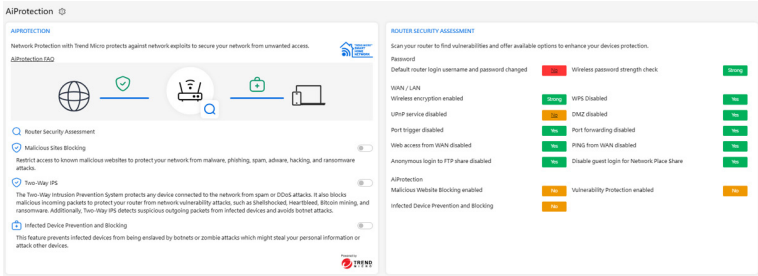 AiProtection
AIPROTECTION
Network Protection with Trend Micro protects against network exploits to secure your network from unwanted access.
AiProtection FAQ
Router Security Assessment
Malicious Sites Blocking
Restrict access to known malicious websites to protect your network from malware, phishing, spam, adware, hacking, and ransomware
attacks.
Two-Way IPS
The Two-Way Intrusion Prevention System protects any device connected to the network from spam or DDoS attacks. It also blocks
malicious incoming packets to protect your router from network vulnerability attacks, such as Shellshocked, Heartbleed, Bitcoin mining, and
ransomware. Additionally, Two-Way IPS detects suspicious outgoing packets from infected devices and avoids botnet attacks.
Infected Device Prevention and Blocking
This feature prevents infected devices from being enslaved by botnets or zombie attacks which might steal your personal information or
attack other devices.
TREND
MICRO
ROUTER SECURITY ASSESSMENT
Scan your router to find vulnerabilities and offer available options to enhance your devices protection.
Password
Default router login username and password changed No Wireless password strength check Strong
WAN / LAN
Wireless encryption enabled Strong WPS Disabled Yes
UPnP service disabled No DMZ disabled Yes
Port trigger disabled Yes Port forwarding disabled Yes
Web access from WAN disabled Yes PING from WAN disabled Yes
Anonymous login to FTP share disabled Yes Disable guest login for Network Place Share Yes
AiProtection
Malicious Website Blocking enabled No Vulnerability Protection enabled No
Infected Device Prevention and Blocking No